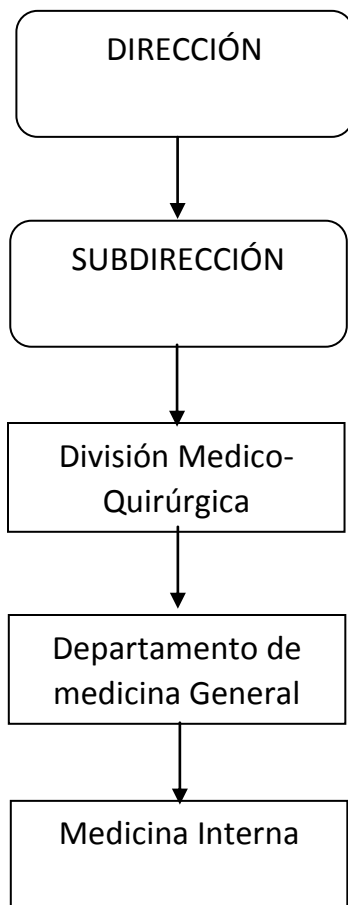 DIRECCIÓN
SUBDIRECCIÓN
División Medico-
Quirúrgica
Departamento de
medicina General
Medicina Interna